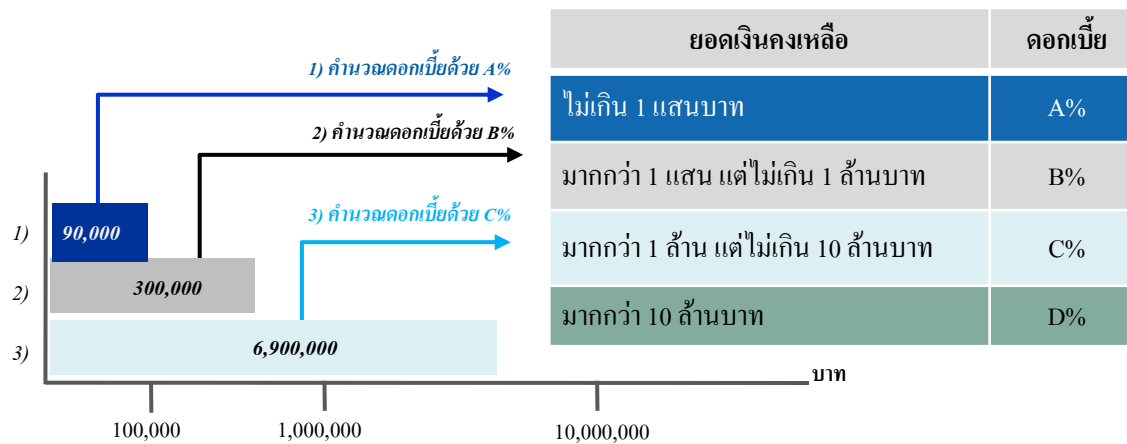 1) คำนวณดอกเบี้ยด้วย A%
2) คำนวณดอกเบี้ยด้วย B%
3) คำนวณดอกเบี้ยด้วย C%
1) 90,000
2) 300,000
3) 6,900,000
บาท
100,000 1,000,000 10,000,000
ยอดเงินคงเหลือ ดอกเบี้ย
ไม่เกิน 1 แสนบาท A%
มากกว่า 1 แสน แต่ไม่เกิน 1 ล้านบาท B%
มากกว่า 1 ล้าน แต่ไม่เกิน 10 ล้านบาท C%
มากกว่า 10 ล้านบาท D%